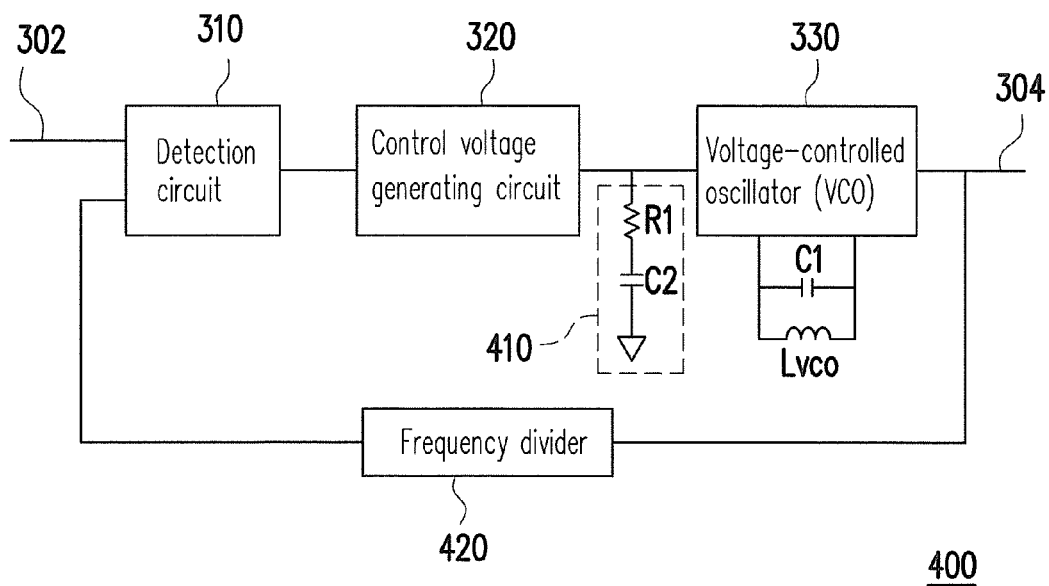 302
310
320
330
304
Detection
circuit
Control voltage
generating circuit
Voltage-controlled
oscillator (VCO)
R1
C2
C1
Lvco
410
Frequency divider
420
400